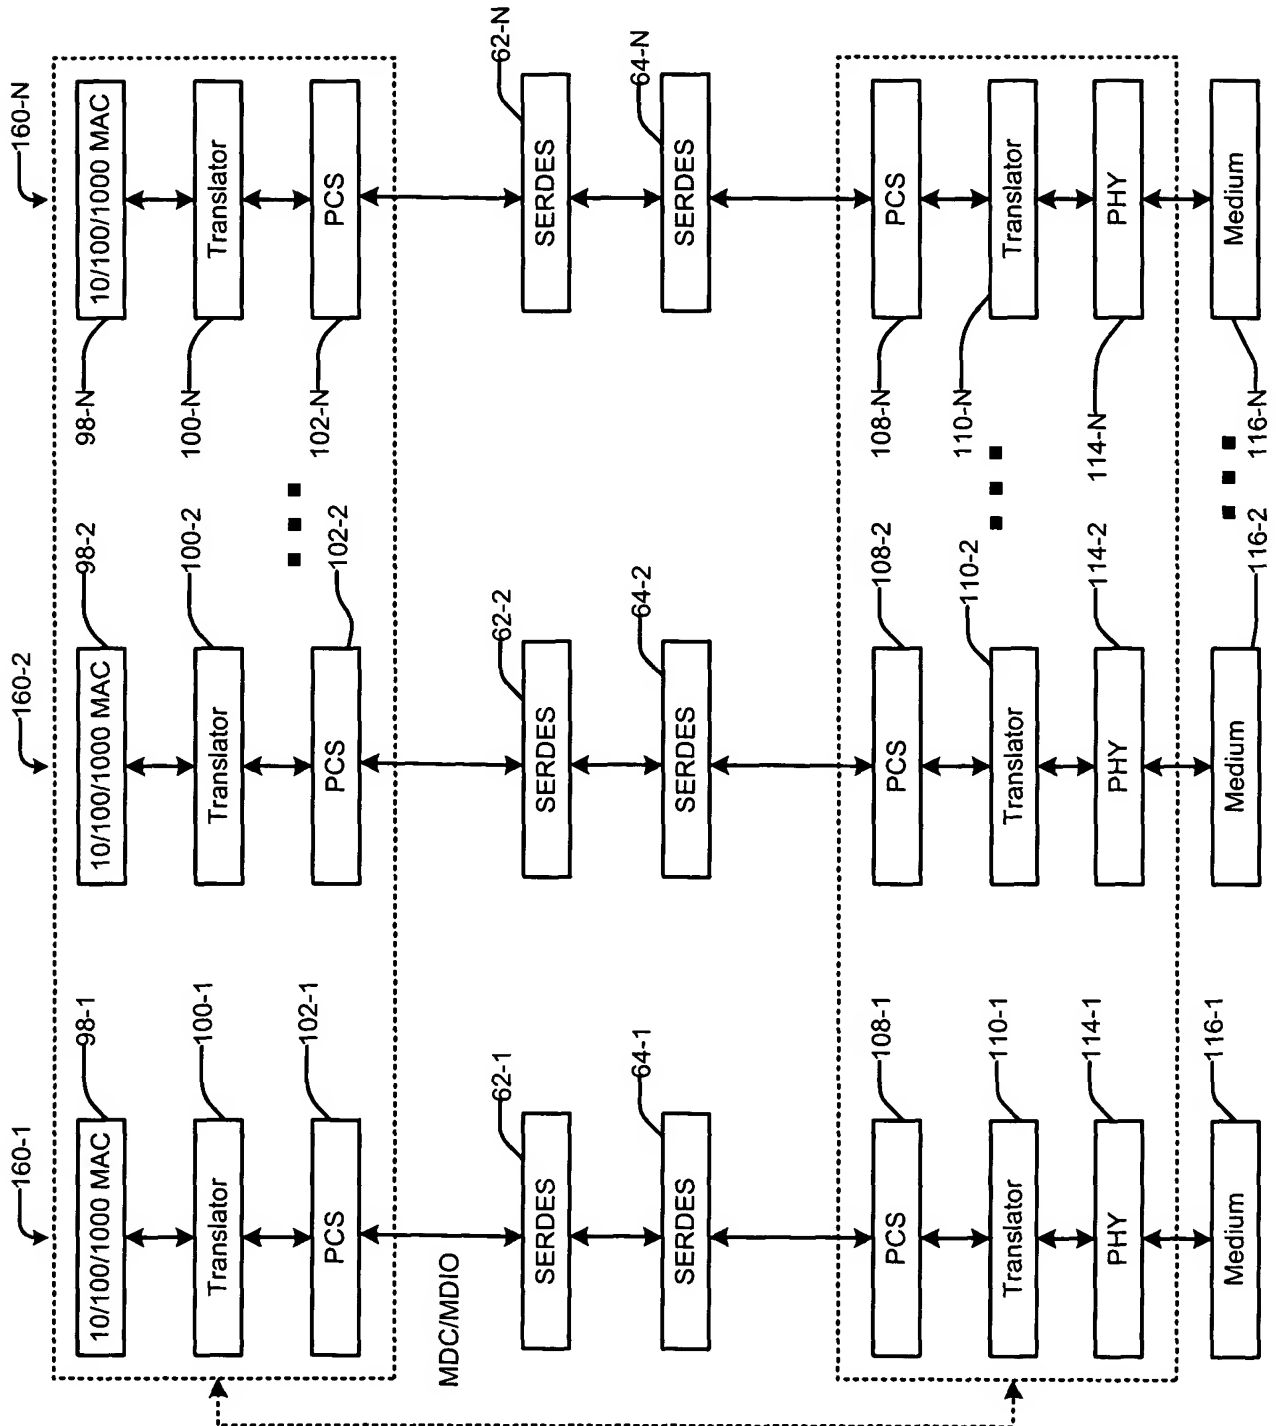 160-1
10/100/1000 MAC
98-1
Translator
100-1
PCS
102-1
MDC/MDIO
SERDES
62-1
SERDES
64-1
PCS
108-1
Translator
110-1
PHY
114-1
Medium
116-1
160-2
10/100/1000 MAC
98-2
Translator
100-2
PCS
102-2
SERDES
62-2
SERDES
64-2
PCS
108-2
Translator
110-2
PHY
114-2
Medium
116-2
160-N
98-N
10/100/1000 MAC
100-N
Translator
102-N
PCS
SERDES
62-N
SERDES
64-N
108-N
PCS
110-N
Translator
114-N
PHY
116-N
Medium